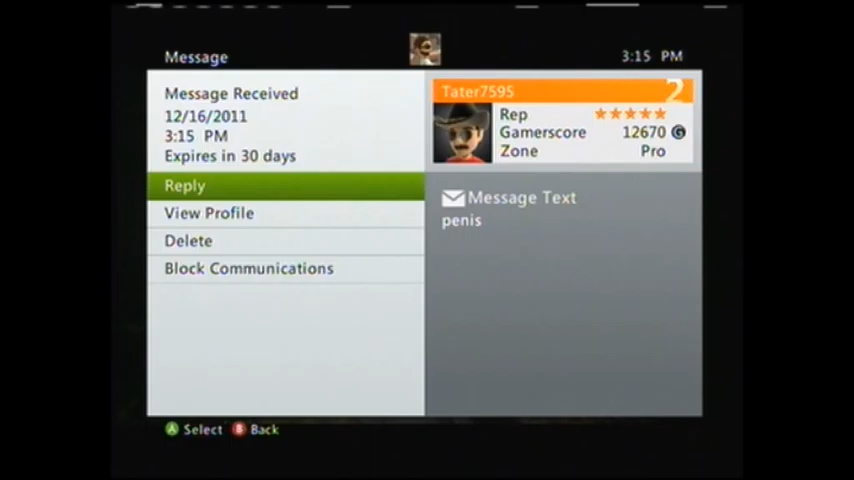 Message
3:15 PM
Message Received
12/16/2011
3:15 PM
Expires in 30 days
Reply
View Profile
Delete
Block Communications
Tater7595
2
Rep
Gamerscore 12670 G
Zone Pro
Message Text
penis
A Select B Back